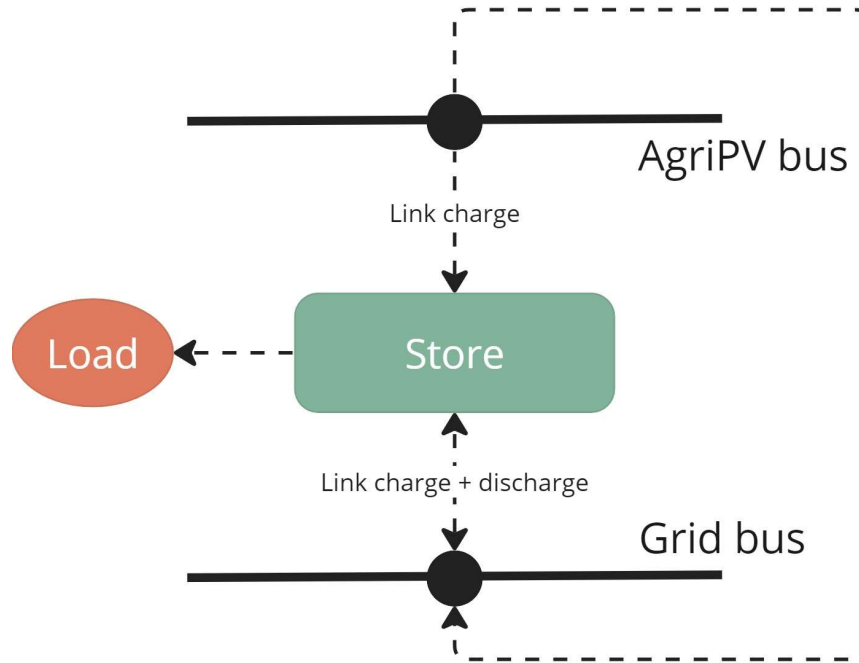 AgriPV bus
Link charge
Load
Store
Link charge + discharge
Grid bus